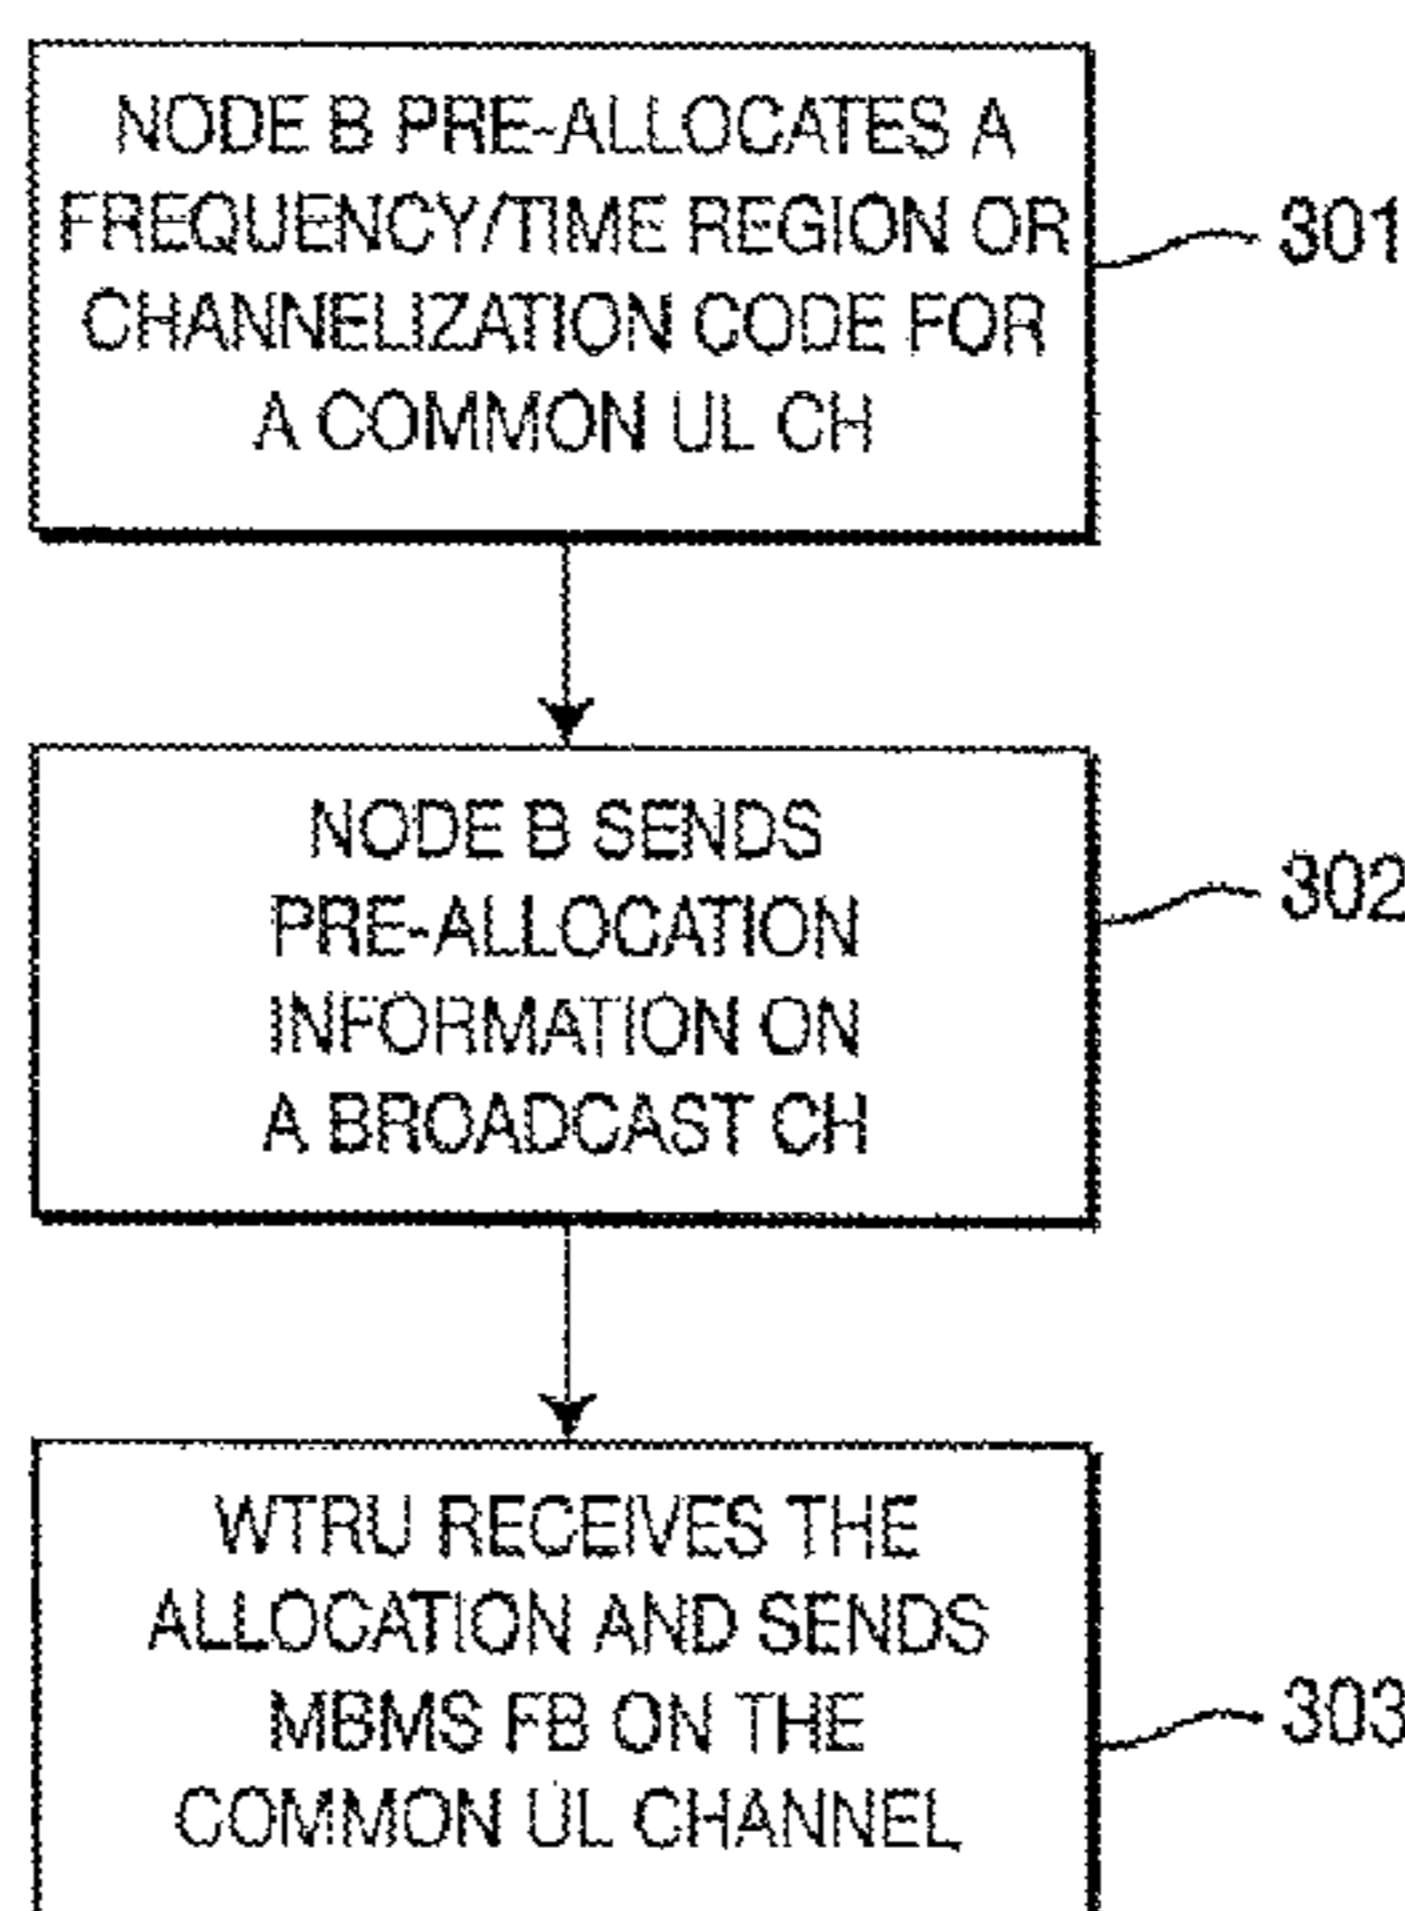 NODE B PRE-ALLOCATES A
FREQUENCY/TIME REGION OR
CHANNELIZATION CODE FOR
A COMMON UL CH
301
NODE B SENDS
PRE-ALLOCATION
INFORMATION ON
A BROADCAST CH
302
WTRU RECEIVES THE
ALLOCATION AND SENDS
MBMS FB ON THE
COMMON UL CHANNEL
303